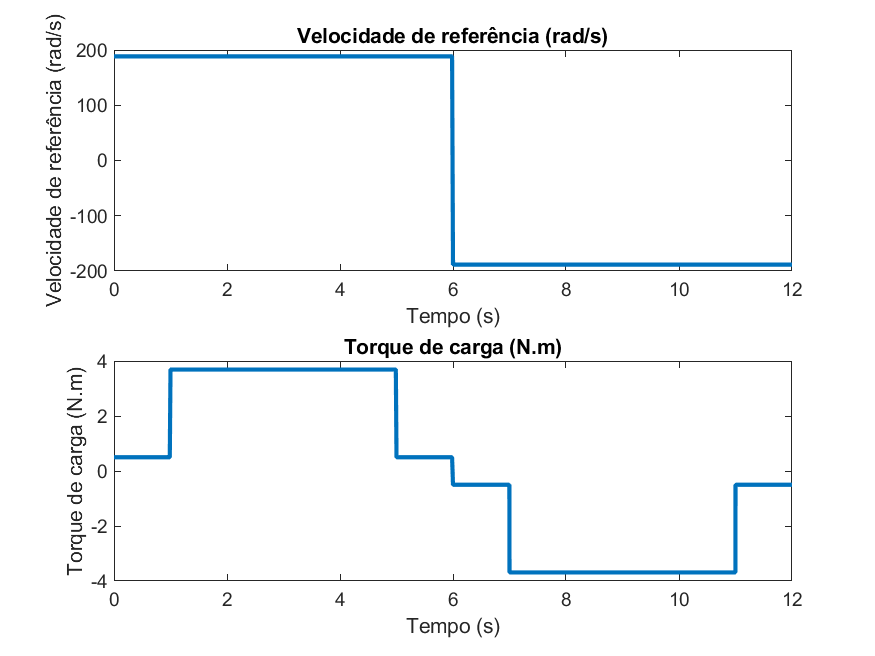 Velocidade de referência (rad/s)
Velocidade de referência (rad/s)
200
100
0
-100
-200
0 2 4 6 8 10 12
Tempo (s)
Torque de carga (N.m)
Torque de carga (N.m)
4
2
0
-2
-4
0 2 4 6 8 10 12
Tempo (s)